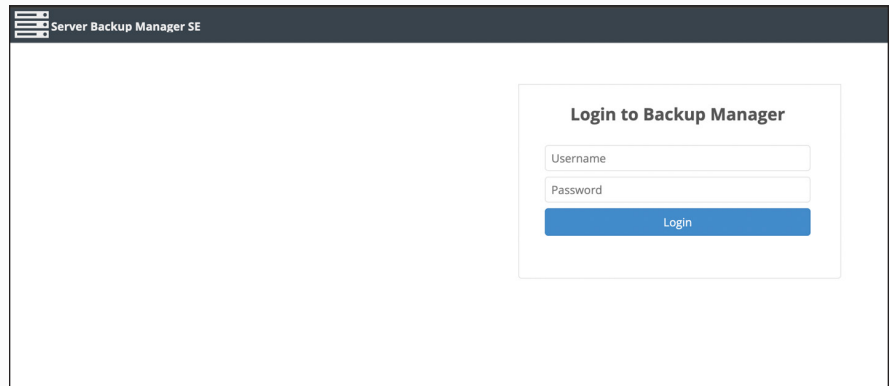 Server Backup Manager SE
Login to Backup Manager
Username
Password
Login